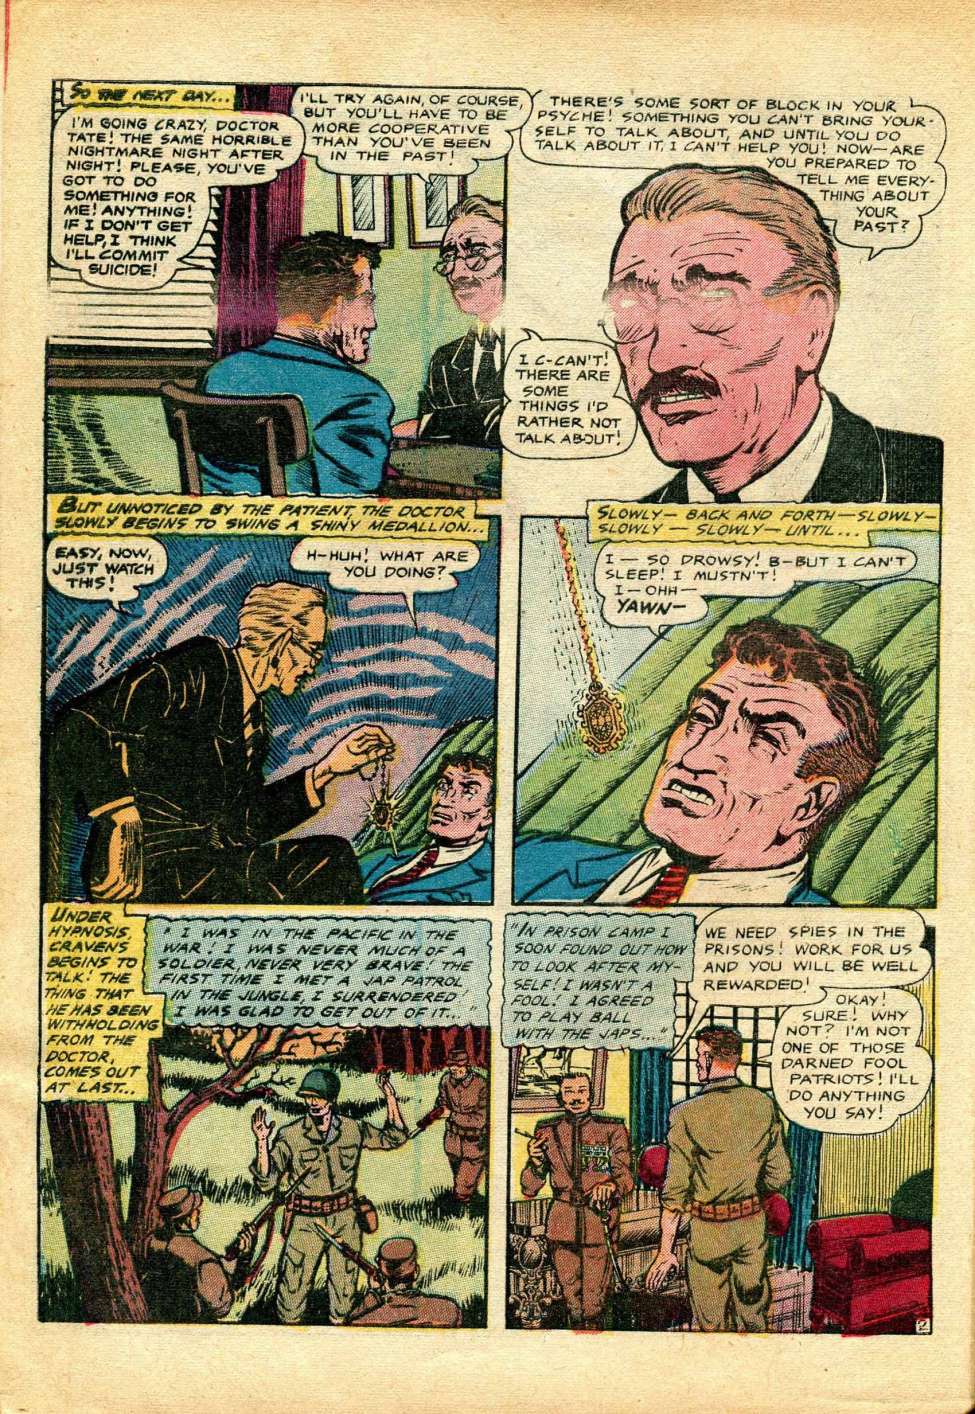 SO THE NEXT DAY...
I'M GOING CRAZY, DOCTOR
TATE! THE SAME HORRIBLE
NIGHTMARE NIGHT AFTER
NIGHT! PLEASE, YOU'VE
GOT TO DO
SOMETHING FOR
ME! ANYTHING!
IF I DON'T GET
HELP, I THINK
I'LL COMMIT
SUICIDE!
I'LL TRY AGAIN, OF COURSE,
BUT YOU'LL HAVE TO BE
MORE COOPERATIVE
THAN YOU'VE BEEN
IN THE PAST!
THERE'S SOME SORT OF BLOCK IN YOUR
PSYCHE! SOMETHING YOU CAN'T BRING YOUR-
SELF TO TALK ABOUT, AND UNTIL YOU DO
TALK ABOUT IT, I CAN'T HELP YOU! NOW—ARE
YOU PREPARED TO
TELL ME EVERY-
THING ABOUT
YOUR
PAST?
I C-CAN'T!
THERE ARE
SOME
THINGS I'D
RATHER NOT
TALK ABOUT!
BUT UNNOTICED BY THE PATIENT, THE DOCTOR
SLOWLY BEGINS TO SWING A SHINY MEDALLION...
EASY, NOW,
JUST WATCH
THIS!
H-HUH! WHAT ARE
YOU DOING?
SLOWLY— BACK AND FORTH—SLOWLY—
SLOWLY — SLOWLY— UNTIL...
I — SO DROWSY! B-BUT I CAN'T
SLEEP! I MUSTN'T!
I—OHH—
YAWN—
UNDER
HYPNOSIS,
CRAVENS
BEGINS TO
TALK! THE
THING THAT
HE HAS BEEN
WITHHOLDING
FROM THE
DOCTOR,
COMES OUT
AT LAST...
"I WAS IN THE PACIFIC IN THE
WAR! I WAS NEVER MUCH OF A
SOLDIER, NEVER VERY BRAVE! THE
FIRST TIME I MET A JAP PATROL
IN THE JUNGLE, I SURRENDERED!
I WAS GLAD TO GET OUT OF IT..."
"IN PRISON CAMP I
SOON FOUND OUT HOW
TO LOOK AFTER MY-
SELF! I WASN'T A
FOOL! I AGREED
TO PLAY BALL
WITH THE JAPS..."
WE NEED SPIES IN THE
PRISONS! WORK FOR US
AND YOU WILL BE WELL
REWARDED!
OKAY!
SURE! WHY
NOT? I'M NOT
ONE OF THOSE
DARNED FOOL
PATRIOTS! I'LL
DO ANYTHING
YOU SAY!
2